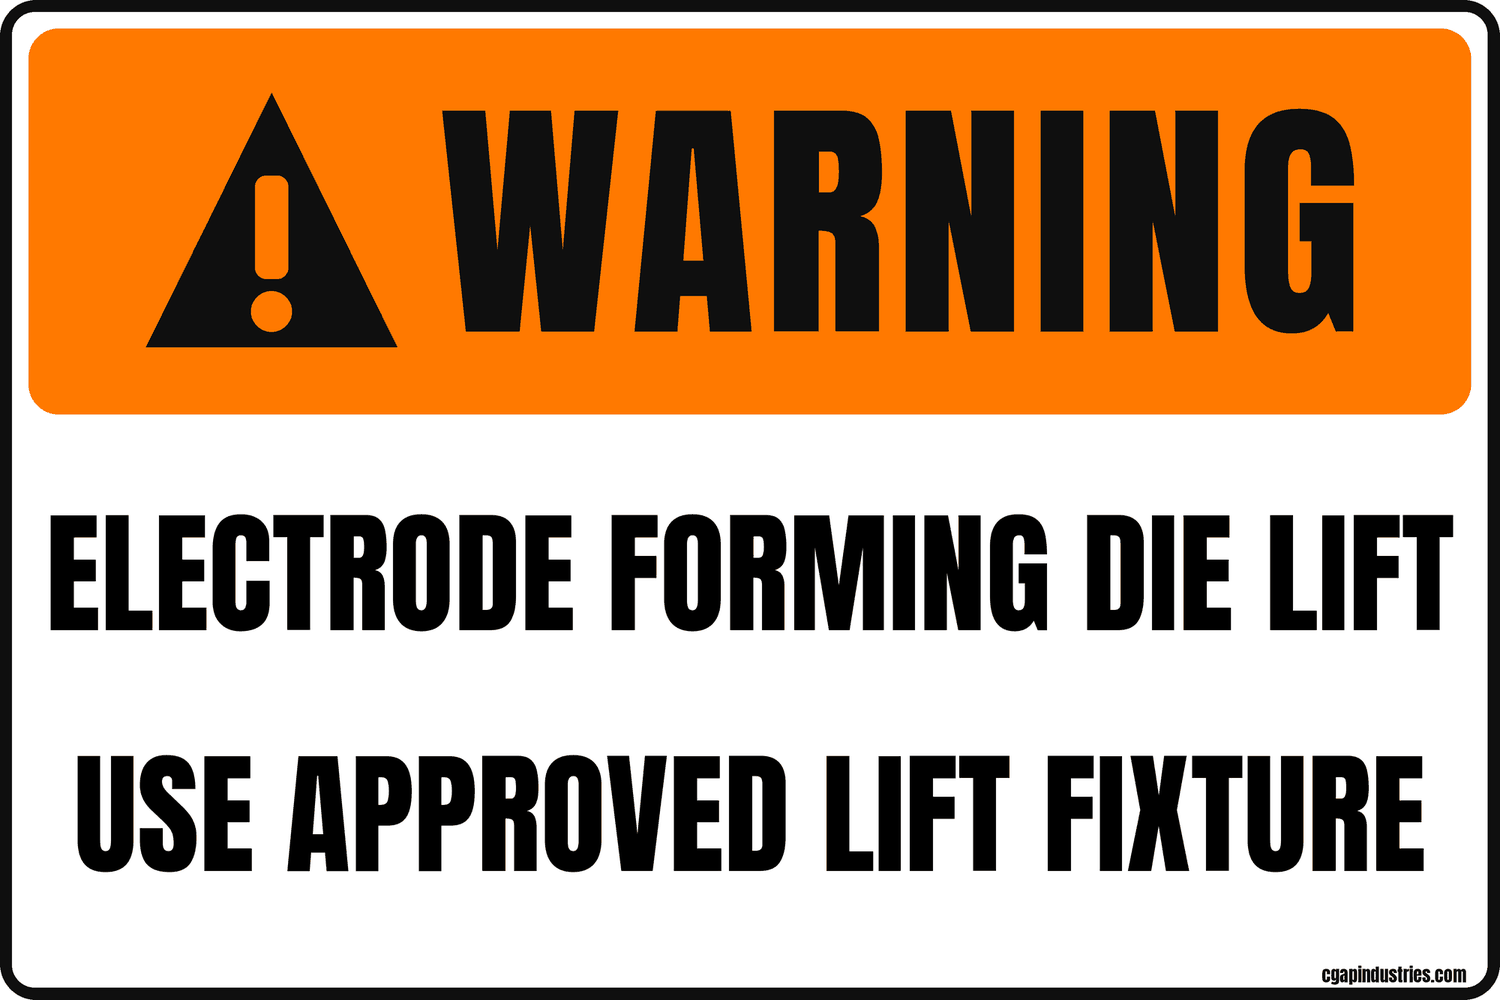 WARNING
ELECTRODE FORMING DIE LIFT
USE APPROVED LIFT FIXTURE
cgapindustries.com